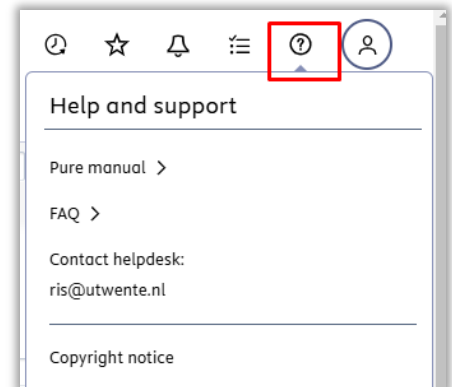 Help and support
Pure manual >
FAQ >
Contact helpdesk:
ris@utwente.nl
Copyright notice